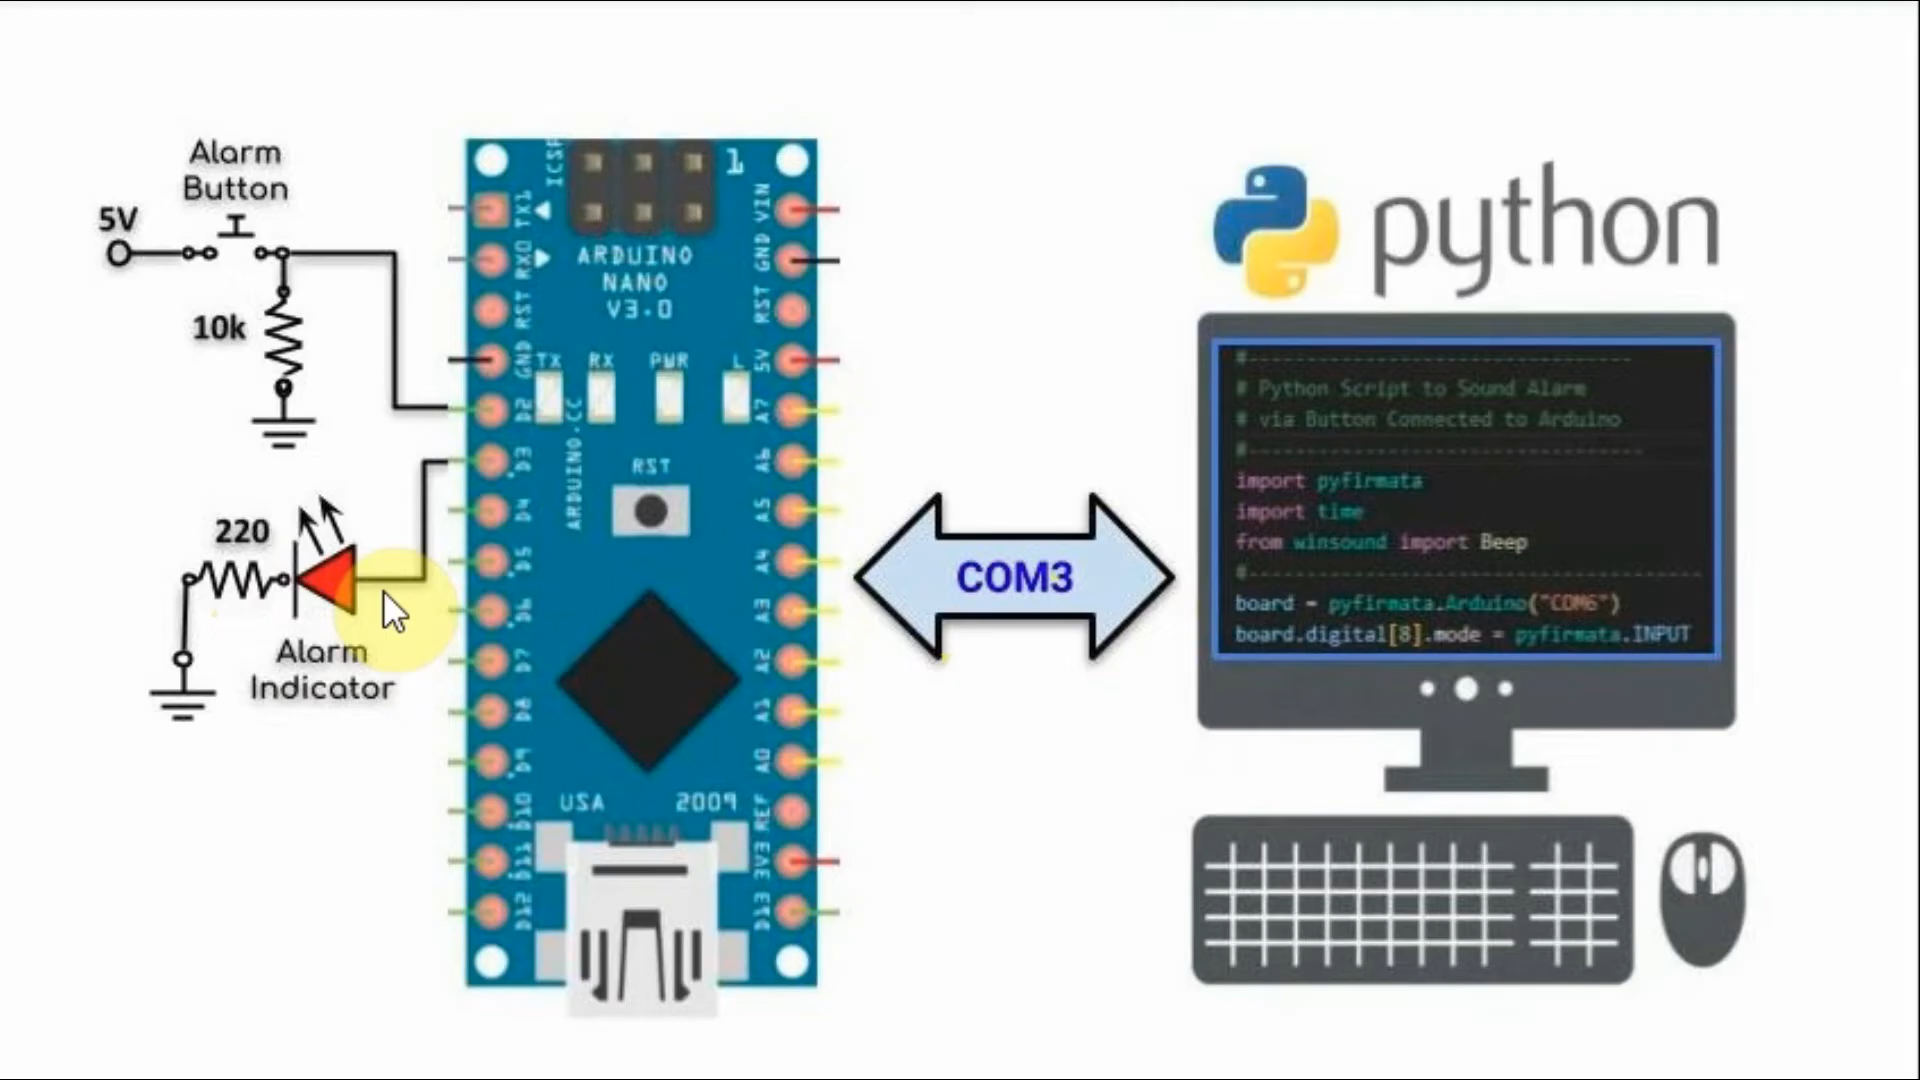 Alarm
Button
5V
10k
220
Alarm
Indicator
ICSP
1
TX1
RX0
RST
GND
D2
D3
D4
D5
D6
D7
D8
D9
D10
D11
D12
ARDUINO
NANO
V3.0
TX
RX
PWR
L
ARDUINO.CC
RST
USA
2009
VIN
GND
RST
5V
A7
A6
A5
A4
A3
A2
A1
A0
REF
3V3
D13
COM3
python
#----------------------------------
# Python Script to Sound Alarm
# via Button Connected to Arduino
#-----------------------------------
import pyfirmata
import time
from winsound import Beep
#----------------------------------------
board = pyfirmata.Arduino("COM6")
board.digital[8].mode = pyfirmata.INPUT